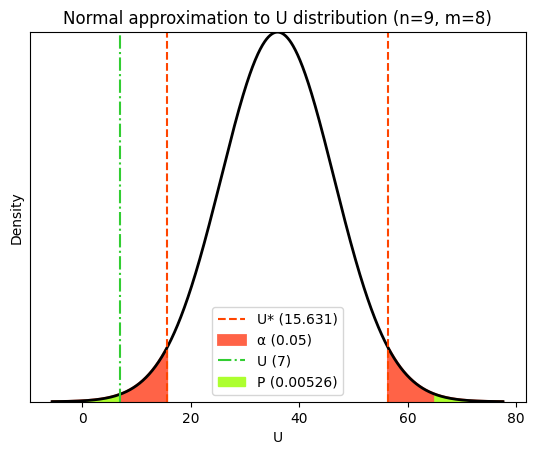 Normal approximation to U distribution (n=9, m=8)
Density
U* (15.631)
α (0.05)
U (7)
P (0.00526)
0 20 40 60 80
U